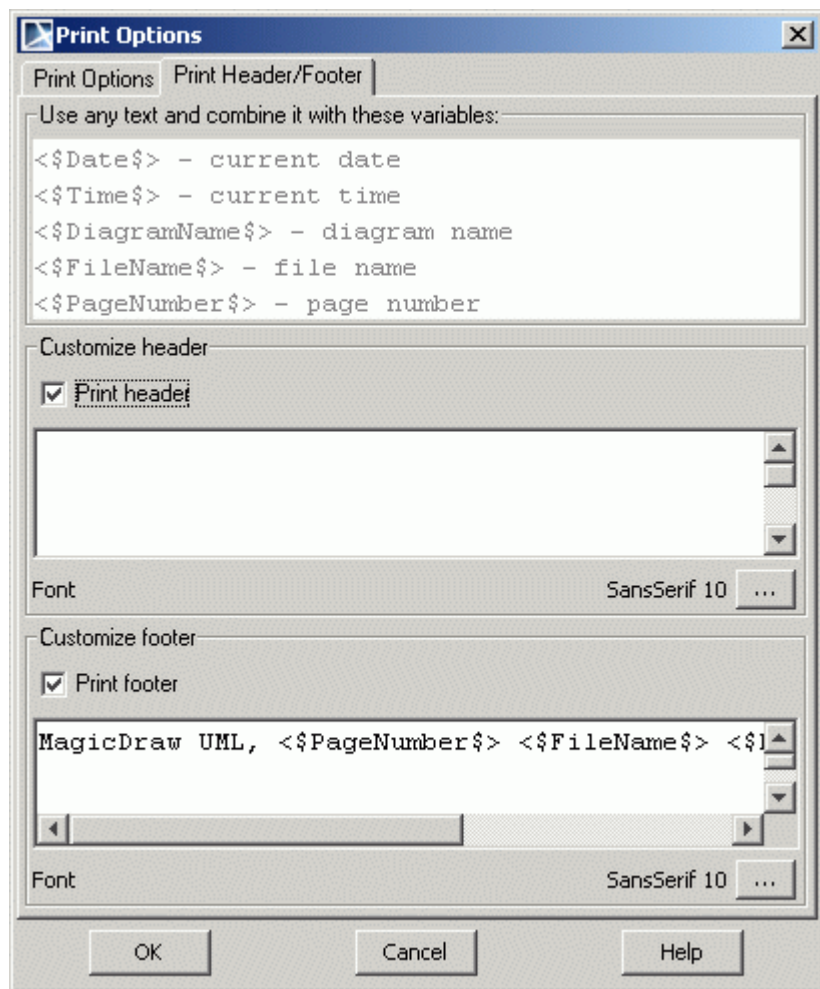 Print Options
Print Options Print Header/Footer
Use any text and combine it with these variables:
<$Date$> - current date
<$Time$> - current time
<$DiagramName$> - diagram name
<$FileName$> - file name
<$PageNumber$> - page number
Customize header
Print header
Font SansSerif 10 ...
Customize footer
Print footer
MagicDraw UML, <$PageNumber$> <$FileName$> <$
Font SansSerif 10 ...
OK Cancel Help